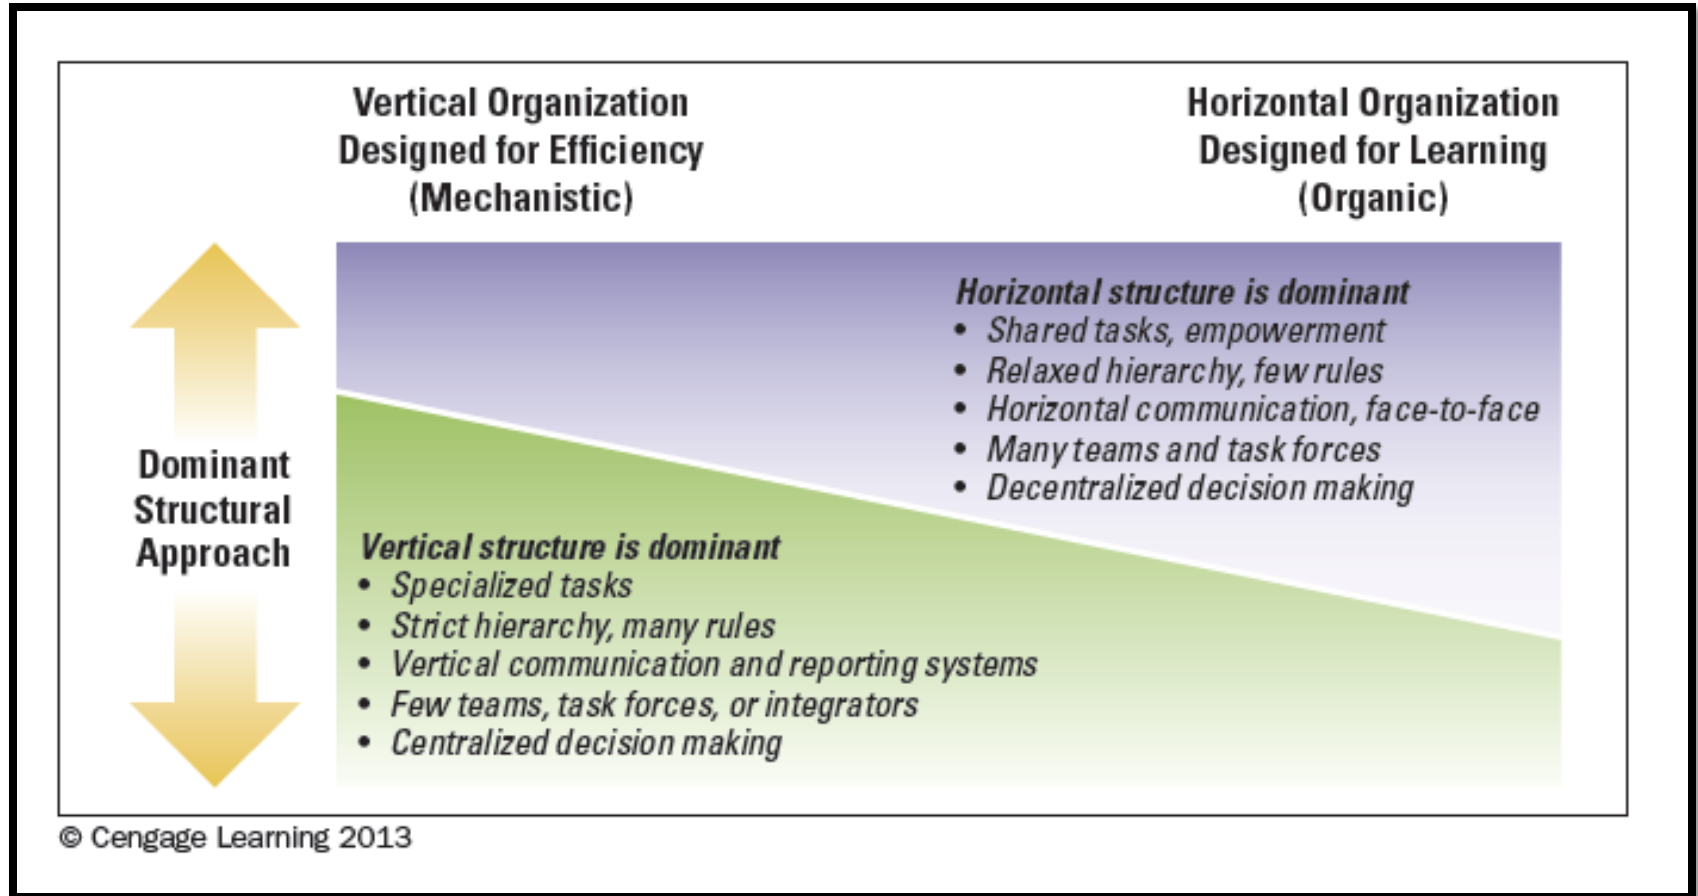 Vertical Organization
Designed for Efficiency
(Mechanistic)
Horizontal Organization
Designed for Learning
(Organic)
Dominant
Structural
Approach
Horizontal structure is dominant
• Shared tasks, empowerment
• Relaxed hierarchy, few rules
• Horizontal communication, face-to-face
• Many teams and task forces
• Decentralized decision making
Vertical structure is dominant
• Specialized tasks
• Strict hierarchy, many rules
• Vertical communication and reporting systems
• Few teams, task forces, or integrators
• Centralized decision making
© Cengage Learning 2013